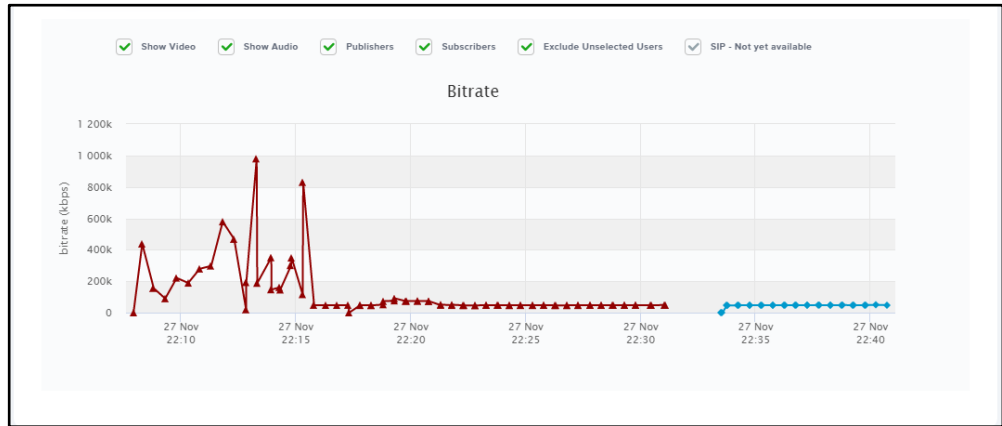 Show Video Show Audio Publishers Subscribers Exclude Unselected Users SIP - Not yet available
Bitrate
1 200k
1 000k
800k
600k
400k
200k
0
bitrate (kbps)
27 Nov 27 Nov 27 Nov 27 Nov 27 Nov 27 Nov 27 Nov
22:10 22:15 22:20 22:25 22:30 22:35 22:40